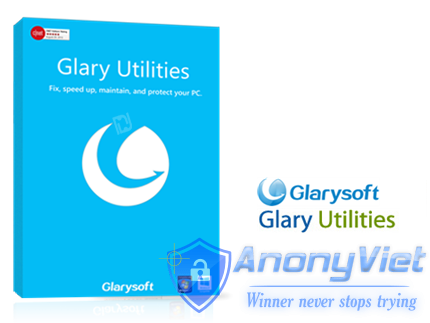 Glary Utilities
Fix, speed up, maintain, and protect your PC.
Glarysoft
Glarysoft
Glary Utilities
AnonyViet
Winner never stops trying